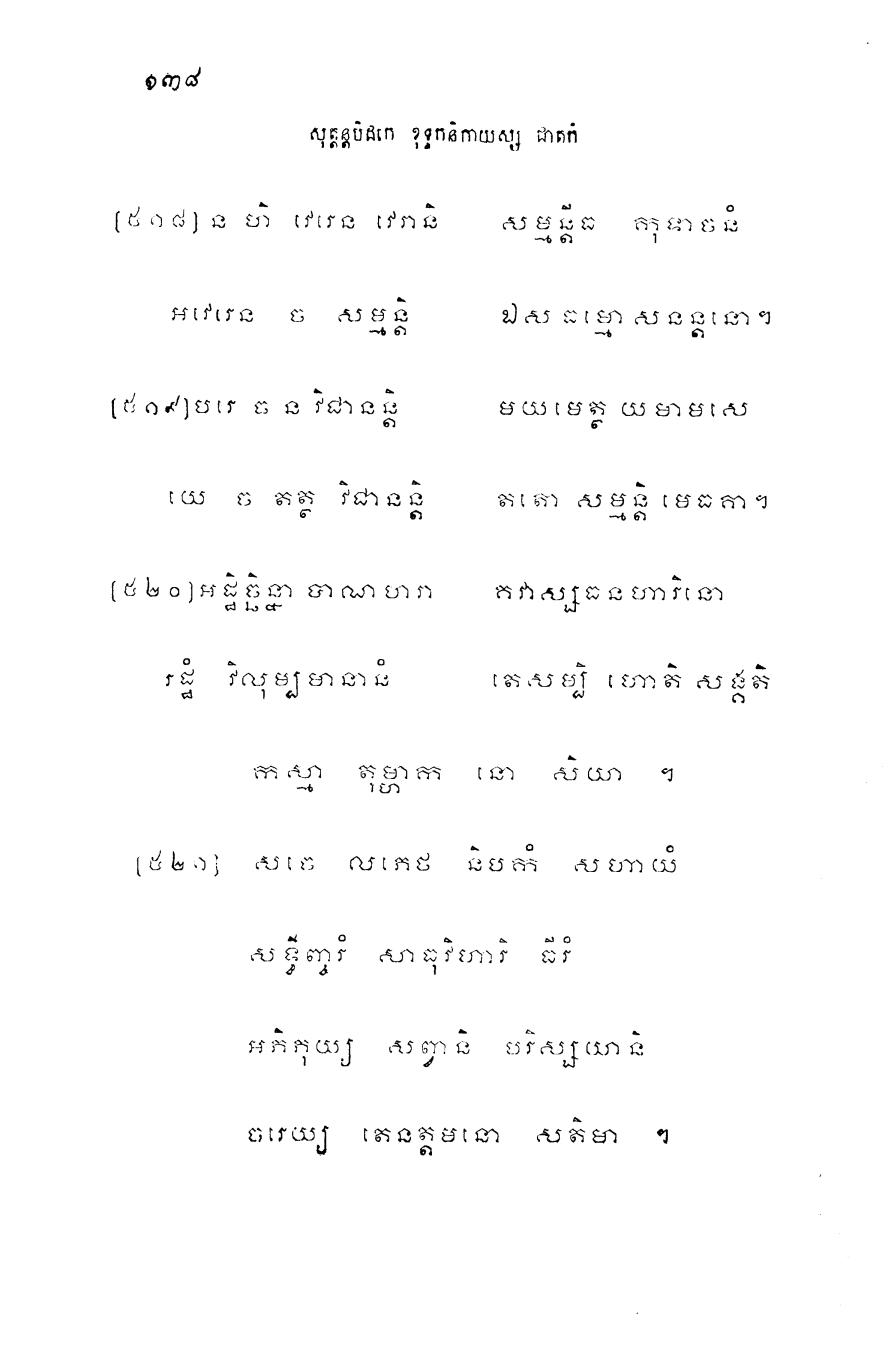 ១៣៨
សុត្តន្តបិដកេ ខុទ្ទកនិកាយស្ស ជាតកំ
[៥១៨] ន ហិ វេរេន វេរានិ សម្មន្តីធ កុទាចនំ
អវេរេន ច សម្មន្តិ ឯស ធម្មោ សនន្តនោ។
[៥១៩] បរេ ច ន វិជានន្តិ មយមេត្ថ យមាមសេ
យេ ច តត្ថ វិជានន្តិ តតោ សម្មន្តិ មេធគា។
[៥២០] អដ្ឋិច្ឆិន្នា បាណហរា គវាស្សធនហារិនោ
រដ្ឋំ វិលុម្បមានានំ តេសម្បិ ហោតិ សង្គតិ
កស្មា តុម្ហាក នោ សិយា ។
[៥២១] សចេ លភេថ និបកំ សហាយំ
សទ្ធឹញ្ចរំ សាធុវិហារិ ធីរំ
អភិភុយ្យ សព្វានិ បរិស្សយានិ
ចរេយ្យ តេនត្តមនោ សតិមា ។